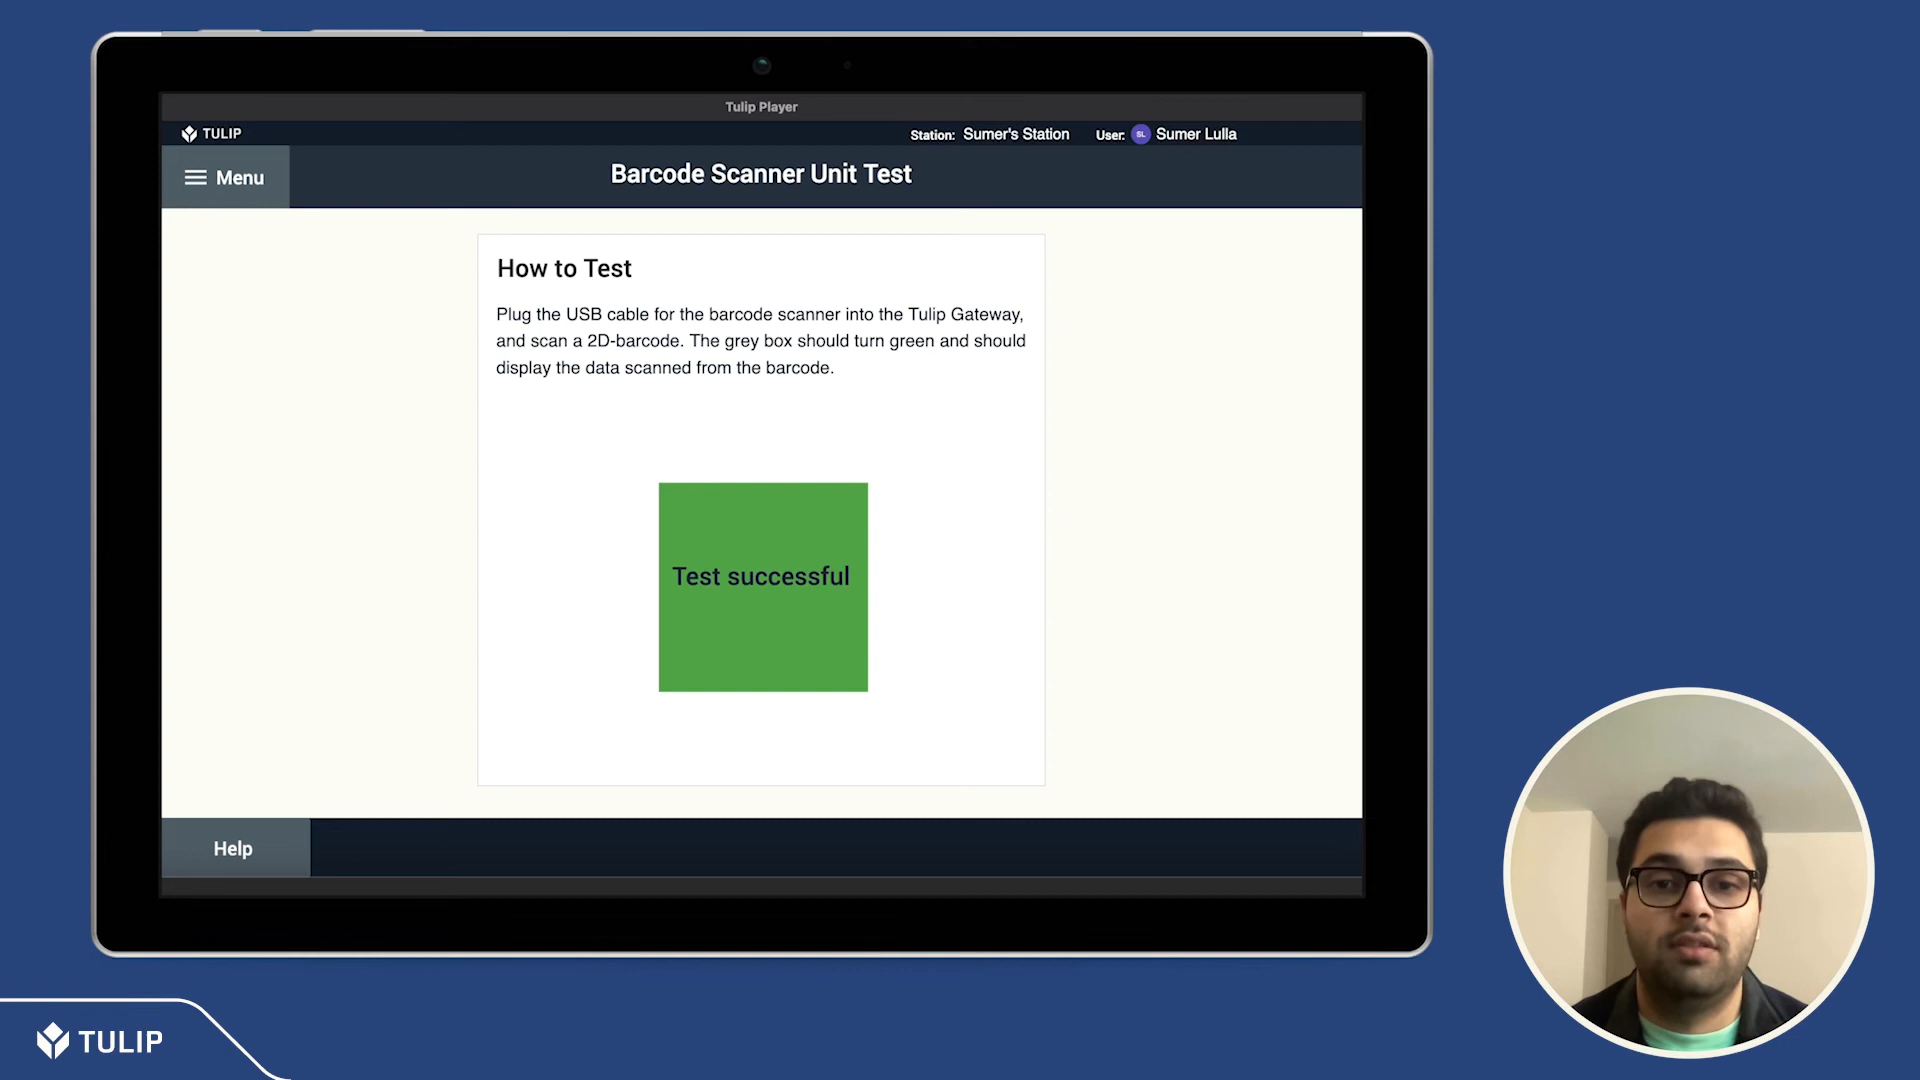 Tulip Player
TULIP
Station: Sumer's Station
User: SL Sumer Lulla
Menu
Barcode Scanner Unit Test
How to Test
Plug the USB cable for the barcode scanner into the Tulip Gateway,
and scan a 2D-barcode. The grey box should turn green and should
display the data scanned from the barcode.
Test successful
Help
TULIP